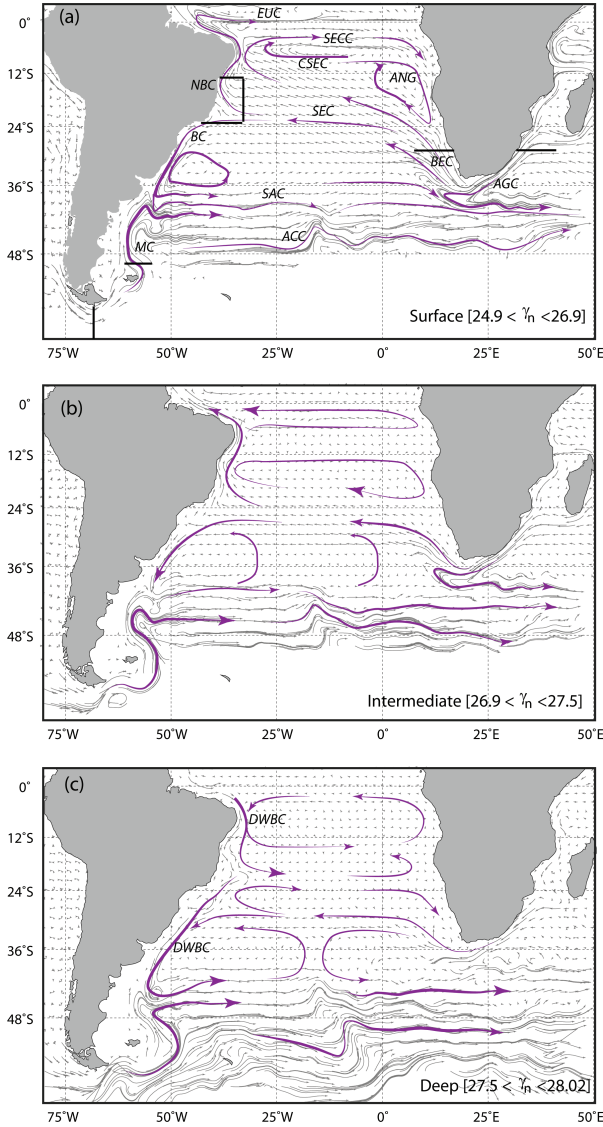 (a)
EUC
0°
SECC
CSEC
12°S
NBC
ANG
SEC
24°S
BC
BEC
36°S
SAC
AGC
MC
ACC
48°S
Surface [24.9 < γn <26.9]
75°W 50°W 25°W 0° 25°E 50°E
(b)
0°
12°S
24°S
36°S
48°S
Intermediate [26.9 < γn <27.5]
75°W 50°W 25°W 0° 25°E 50°E
(c)
0°
DWBC
12°S
24°S
DWBC
36°S
48°S
Deep [27.5 < γn <28.02]
75°W 50°W 25°W 0° 25°E 50°E